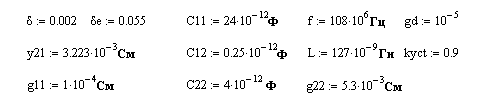 δ := 0.002 δe := 0.055 C11 := 24·10⁻¹²Ф f := 108·10⁶Гц gd := 10⁻⁵
y21 := 3.223·10⁻³См C12 := 0.25·10⁻¹²Ф L := 127·10⁻⁹Гн kyct := 0.9
g11 := 1·10⁻⁴См C22 := 4·10⁻¹² Ф g22 := 5.3·10⁻³См